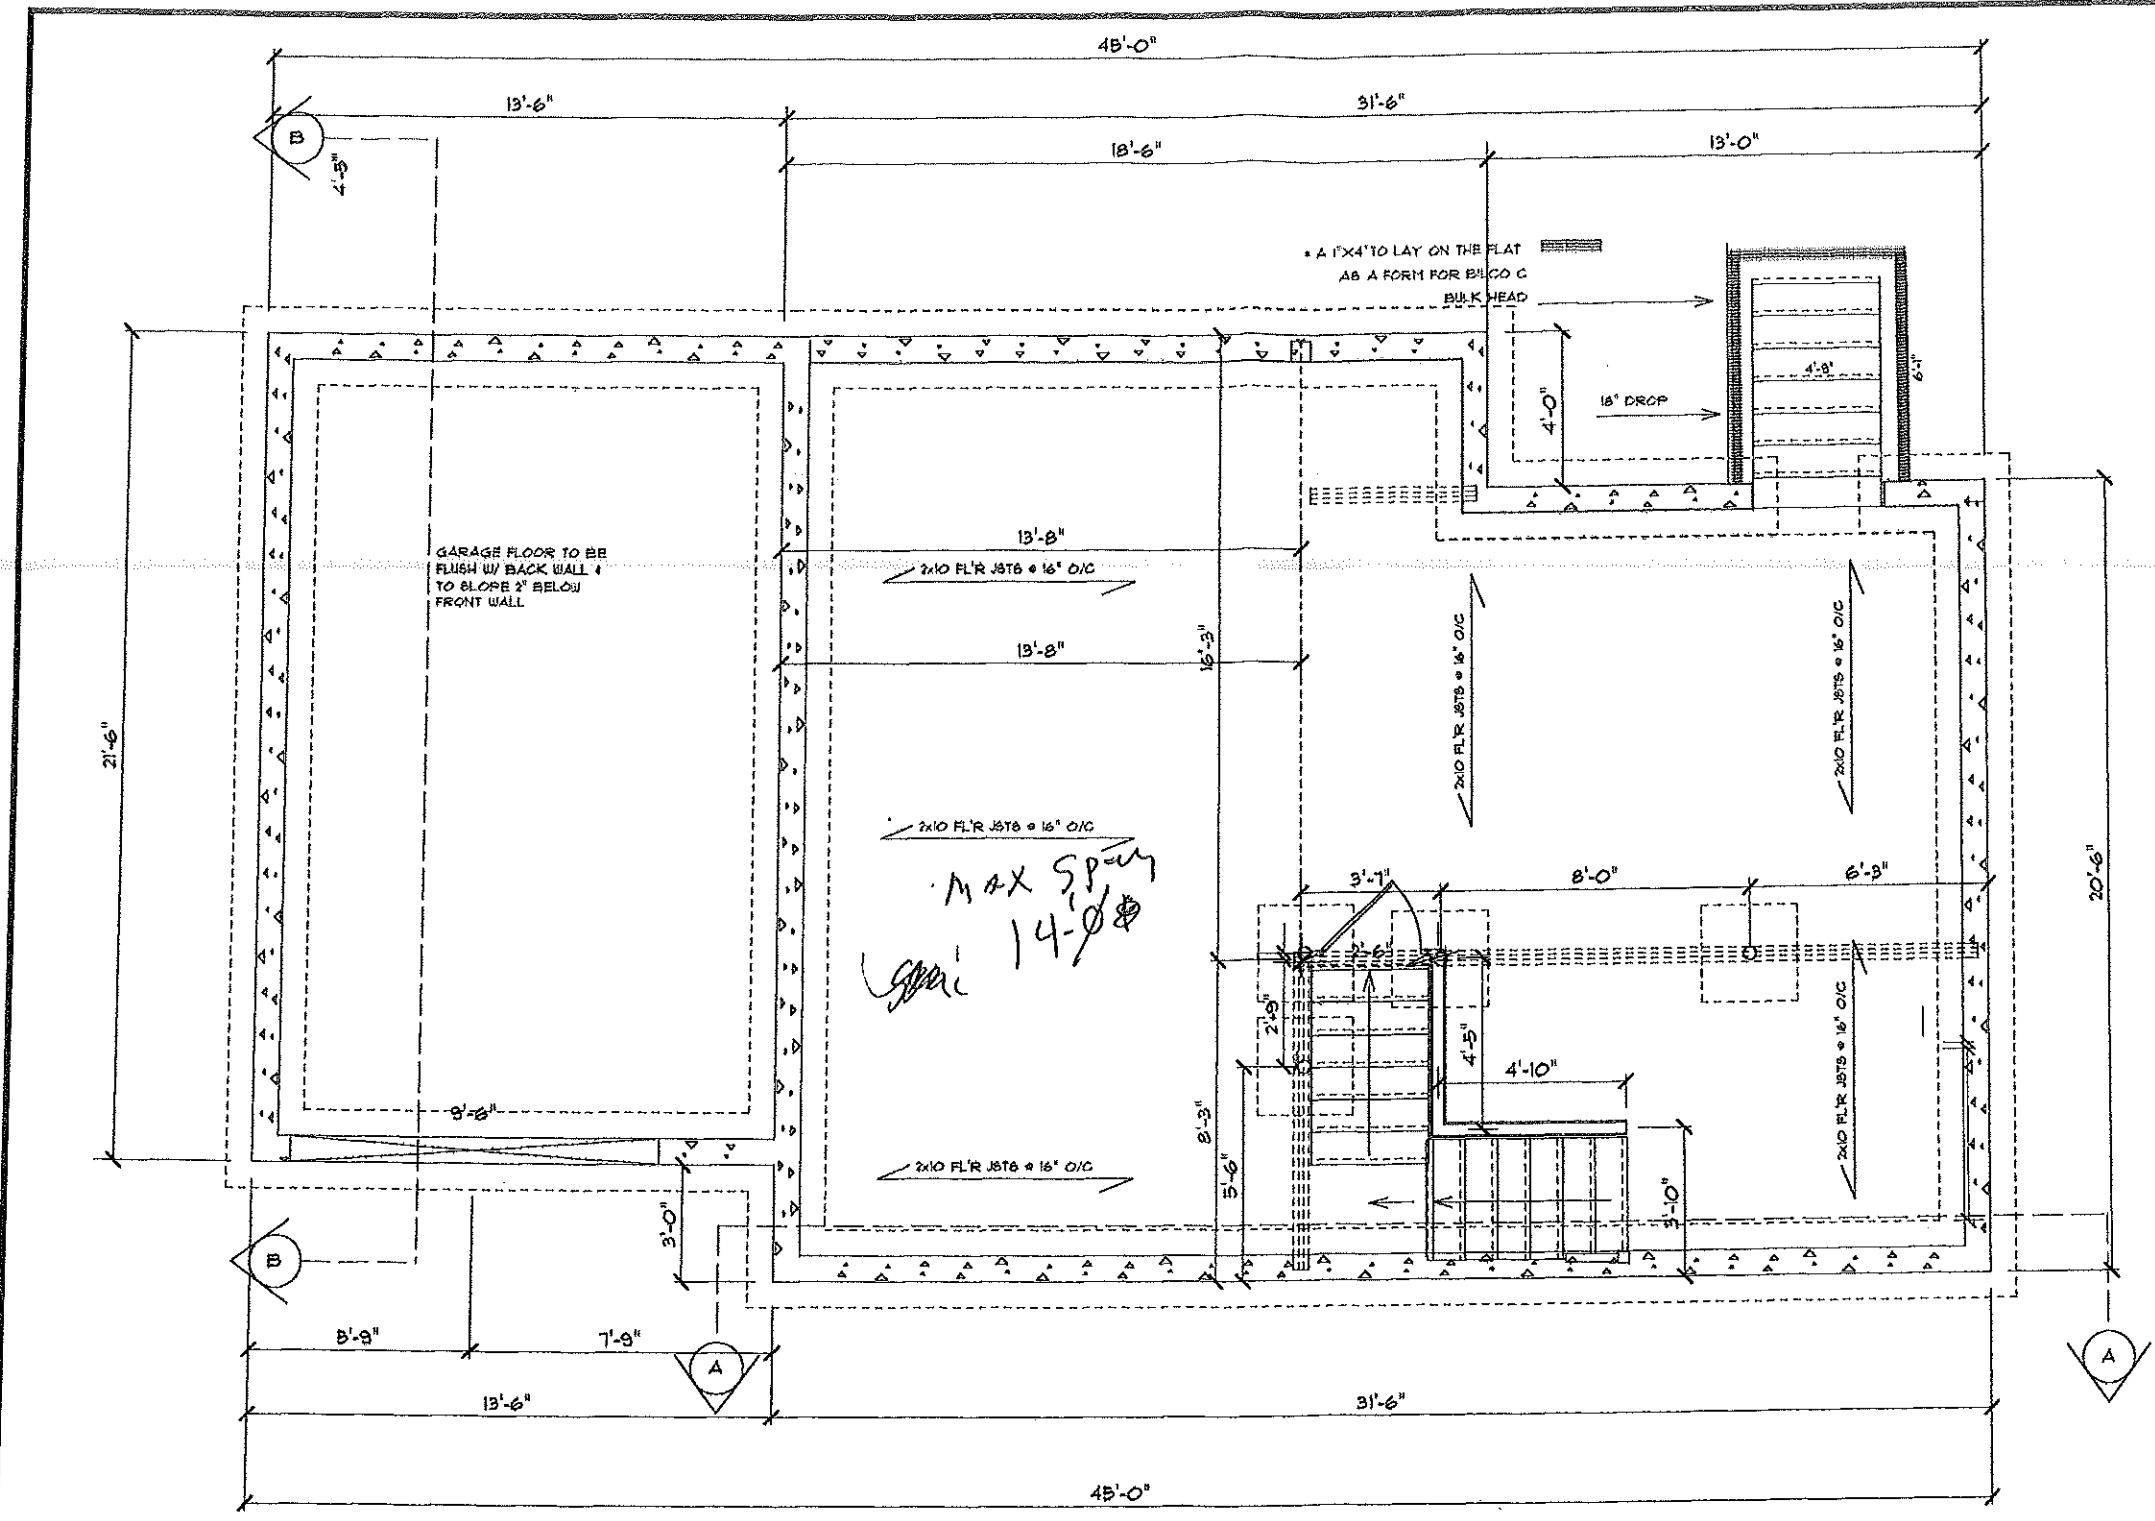 45'-0"
13'-6"
31'-6"
18'-6"
13'-0"
B
4'-5"
* A 1"X4" TO LAY ON THE FLAT
AS A FORM FOR BILCO C
BULK HEAD
4'-8"
6'-1"
18" DROP
4'-0"
GARAGE FLOOR TO BE
FLUSH W/ BACK WALL &
TO SLOPE 2" BELOW
FRONT WALL
13'-8"
2x10 FL'R JSTS @ 16" O/C
13'-8"
16'-3"
2x10 FL'R JSTS @ 16" O/C
2x10 FL'R JSTS @ 16" O/C
21'-6"
20'-6"
2x10 FL'R JSTS @ 16" O/C
MAX Span
14'-0
3'-7"
8'-0"
6'-3"
2'-6"
2'-9"
4'-5"
4'-10"
2x10 FL'R JSTS @ 16" O/C
9'-6"
8'-3"
5'-6"
3'-10"
2x10 FL'R JSTS @ 16" O/C
3'-0"
B
5'-9"
7'-9"
A
A
13'-6"
31'-6"
45'-0"